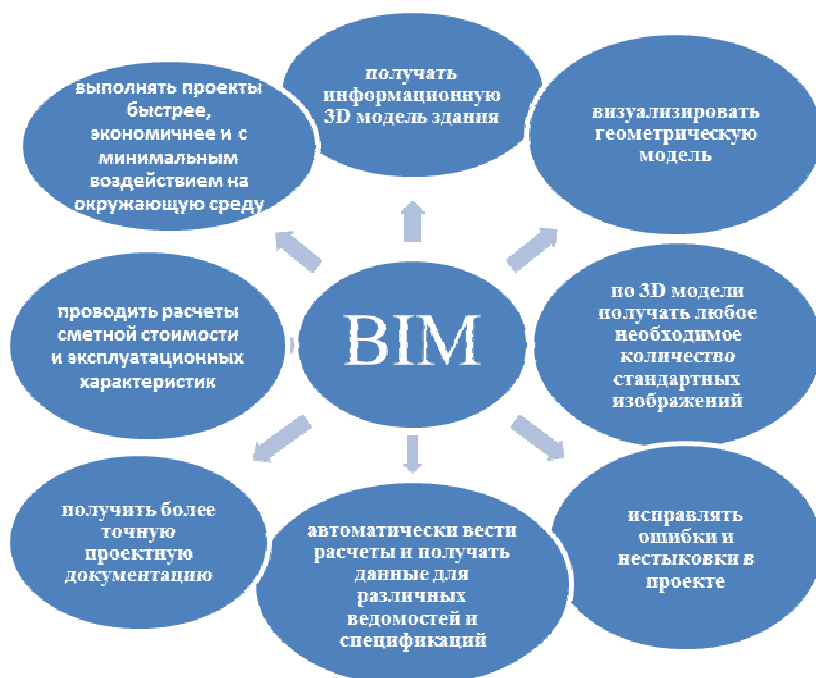 получать
информационную
3D модель здания
визуализировать
геометрическую
модель
по 3D модели
получать любое
необходимое
количество
стандартных
изображений
исправлять
ошибки и
нестыковки в
проекте
автоматически вести
расчеты и получать
данные для
различных
ведомостей и
спецификаций
получить более
точную
проектную
документацию
проводить расчеты
сметной стоимости
и эксплуатационных
характеристик
выполнять проекты
быстрее,
экономичнее и с
минимальным
воздействием на
окружающую среду
BIM